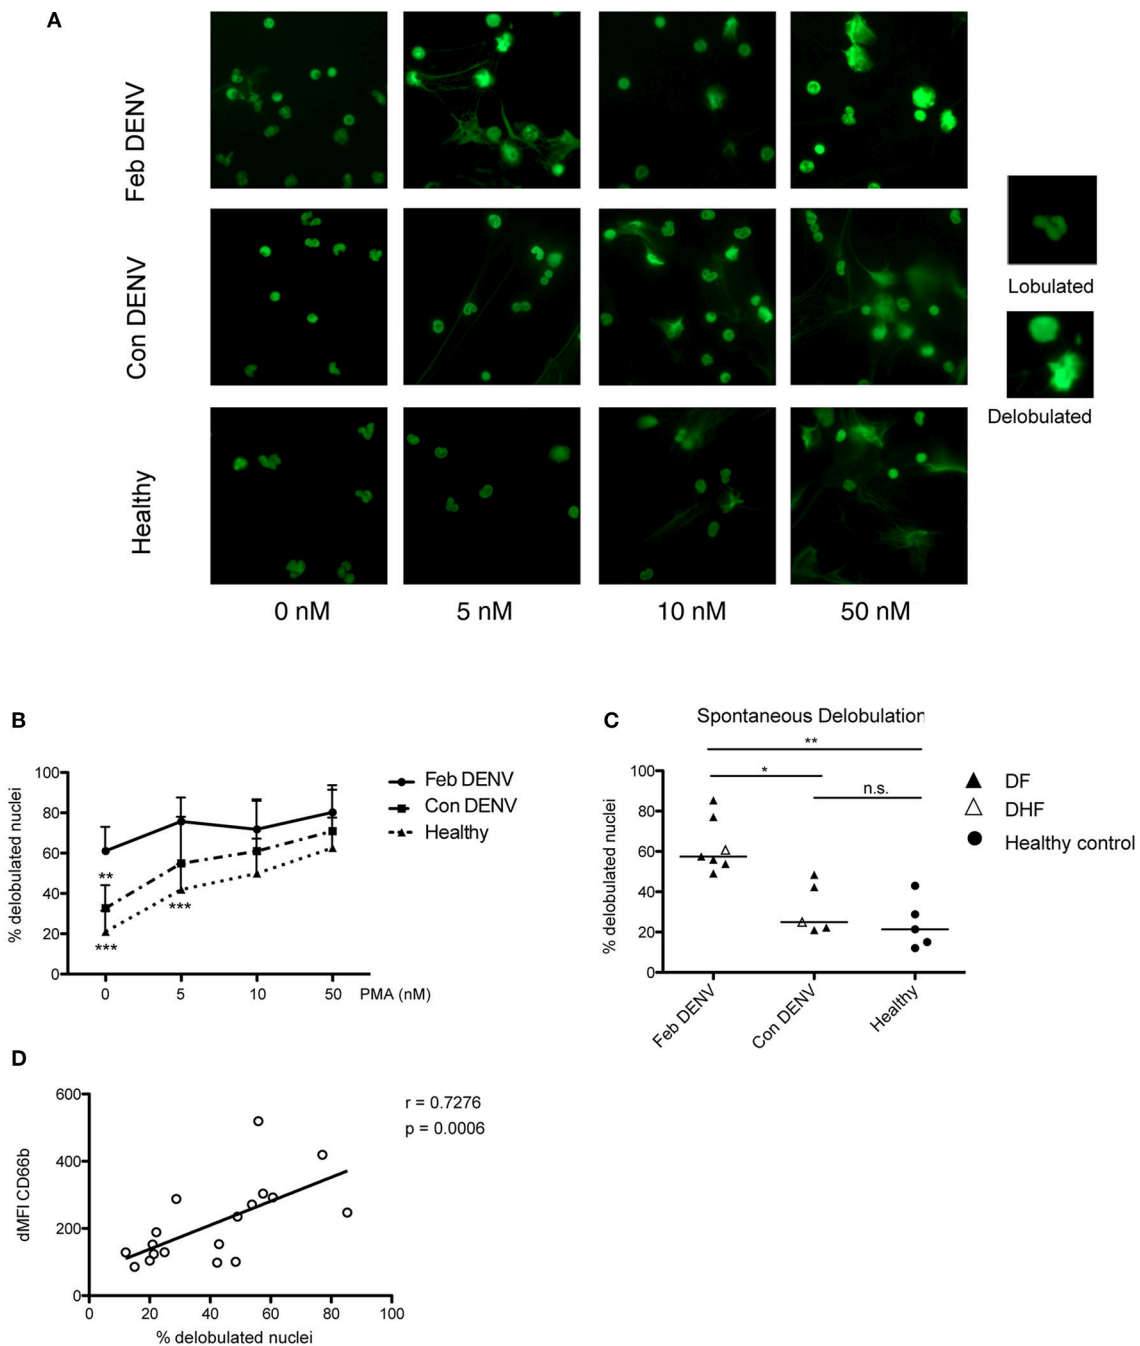 A
Feb DENV
Con DENV
Healthy
0 nM 5 nM 10 nM 50 nM
Lobulated
Delobulated
B
% delobulated nuclei
100
80
60
40
20
0
** *** ***
0 5 10 50 PMA (nM)
Feb DENV
Con DENV
Healthy
C
Spontaneous Delobulation
**
*
n.s.
% delobulated nuclei
100
80
60
40
20
0
Feb DENV Con DENV Healthy
DF
DHF
Healthy control
D
dMFI CD66b
600
400
200
0
0 20 40 60 80 100
% delobulated nuclei
r = 0.7276
p = 0.0006